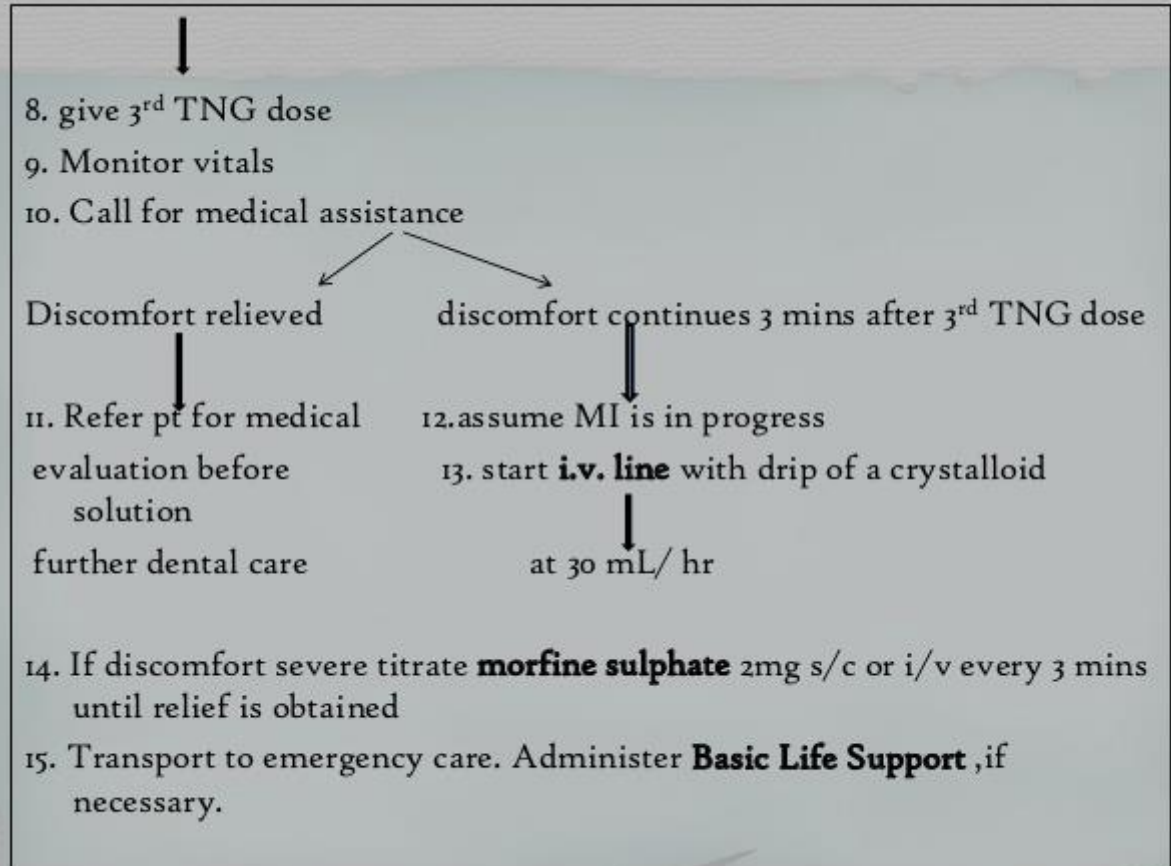 8. give 3rd TNG dose
9. Monitor vitals
10. Call for medical assistance
Discomfort relieved discomfort continues 3 mins after 3rd TNG dose
11. Refer pt for medical 12.assume MI is in progress
evaluation before 13. start i.v. line with drip of a crystalloid
solution
further dental care at 30 mL/ hr
14. If discomfort severe titrate morfine sulphate 2mg s/c or i/v every 3 mins
until relief is obtained
15. Transport to emergency care. Administer Basic Life Support ,if
necessary.